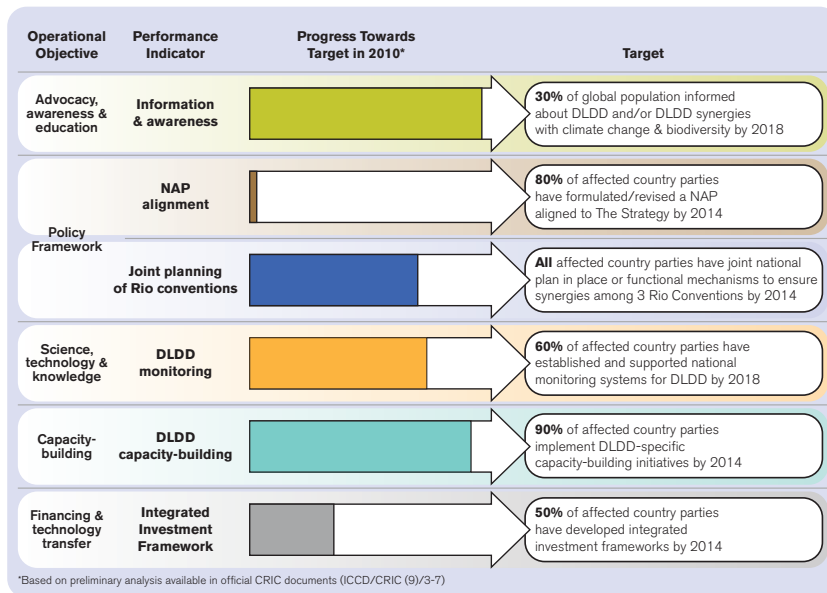 Operational
Objective
Performance
Indicator
Progress Towards
Target in 2010*
Target
Advocacy,
awareness &
education
Information
& awareness
30% of global population informed
about DLDD and/or DLDD synergies
with climate change & biodiversity by 2018
Policy
Framework
NAP
alignment
80% of affected country parties
have formulated/revised a NAP
aligned to The Strategy by 2014
Joint planning
of Rio conventions
All affected country parties have joint national
plan in place or functional mechanisms to ensure
synergies among 3 Rio Conventions by 2014
Science,
technology &
knowledge
DLDD
monitoring
60% of affected country parties have
established and supported national
monitoring systems for DLDD by 2018
Capacity-
building
DLDD
capacity-building
90% of affected country parties
implement DLDD-specific
capacity-building initiatives by 2014
Financing &
technology
transfer
Integrated
Investment
Framework
50% of affected country parties
have developed integrated
investment frameworks by 2014
*Based on preliminary analysis available in official CRIC documents (ICCD/CRIC (9)/3-7)